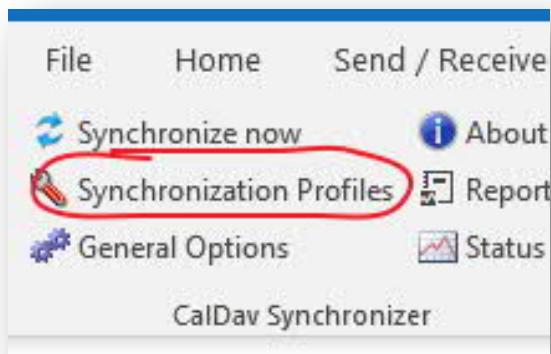 File Home Send / Receive
Synchronize now About
Synchronization Profiles Report
General Options Status
CalDav Synchronizer